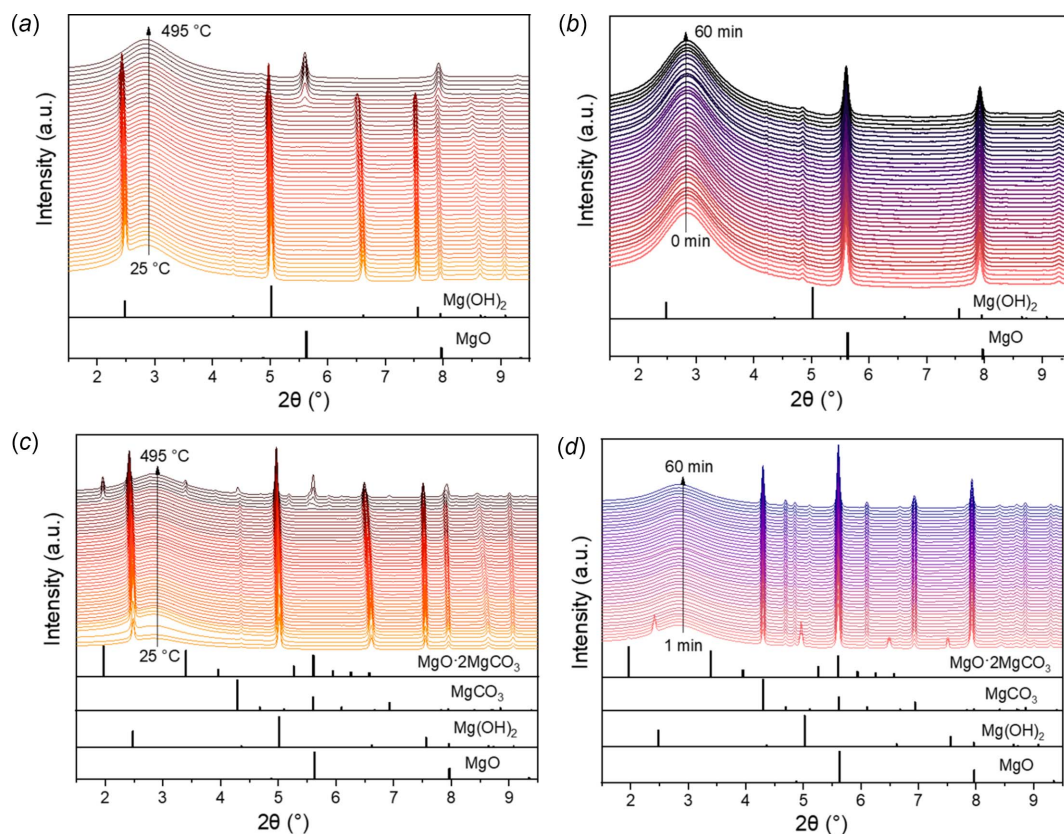 (a)
495 °C
25 °C
Intensity (a.u.)
Mg(OH)2
MgO
2 3 4 5 6 7 8 9
2θ (°)
(b)
60 min
0 min
Intensity (a.u.)
Mg(OH)2
MgO
2 3 4 5 6 7 8 9
2θ (°)
(c)
495 °C
25 °C
Intensity (a.u.)
MgO·2MgCO3
MgCO3
Mg(OH)2
MgO
2 3 4 5 6 7 8 9
2θ (°)
(d)
60 min
1 min
Intensity (a.u.)
MgO·2MgCO3
MgCO3
Mg(OH)2
MgO
2 3 4 5 6 7 8 9
2θ (°)